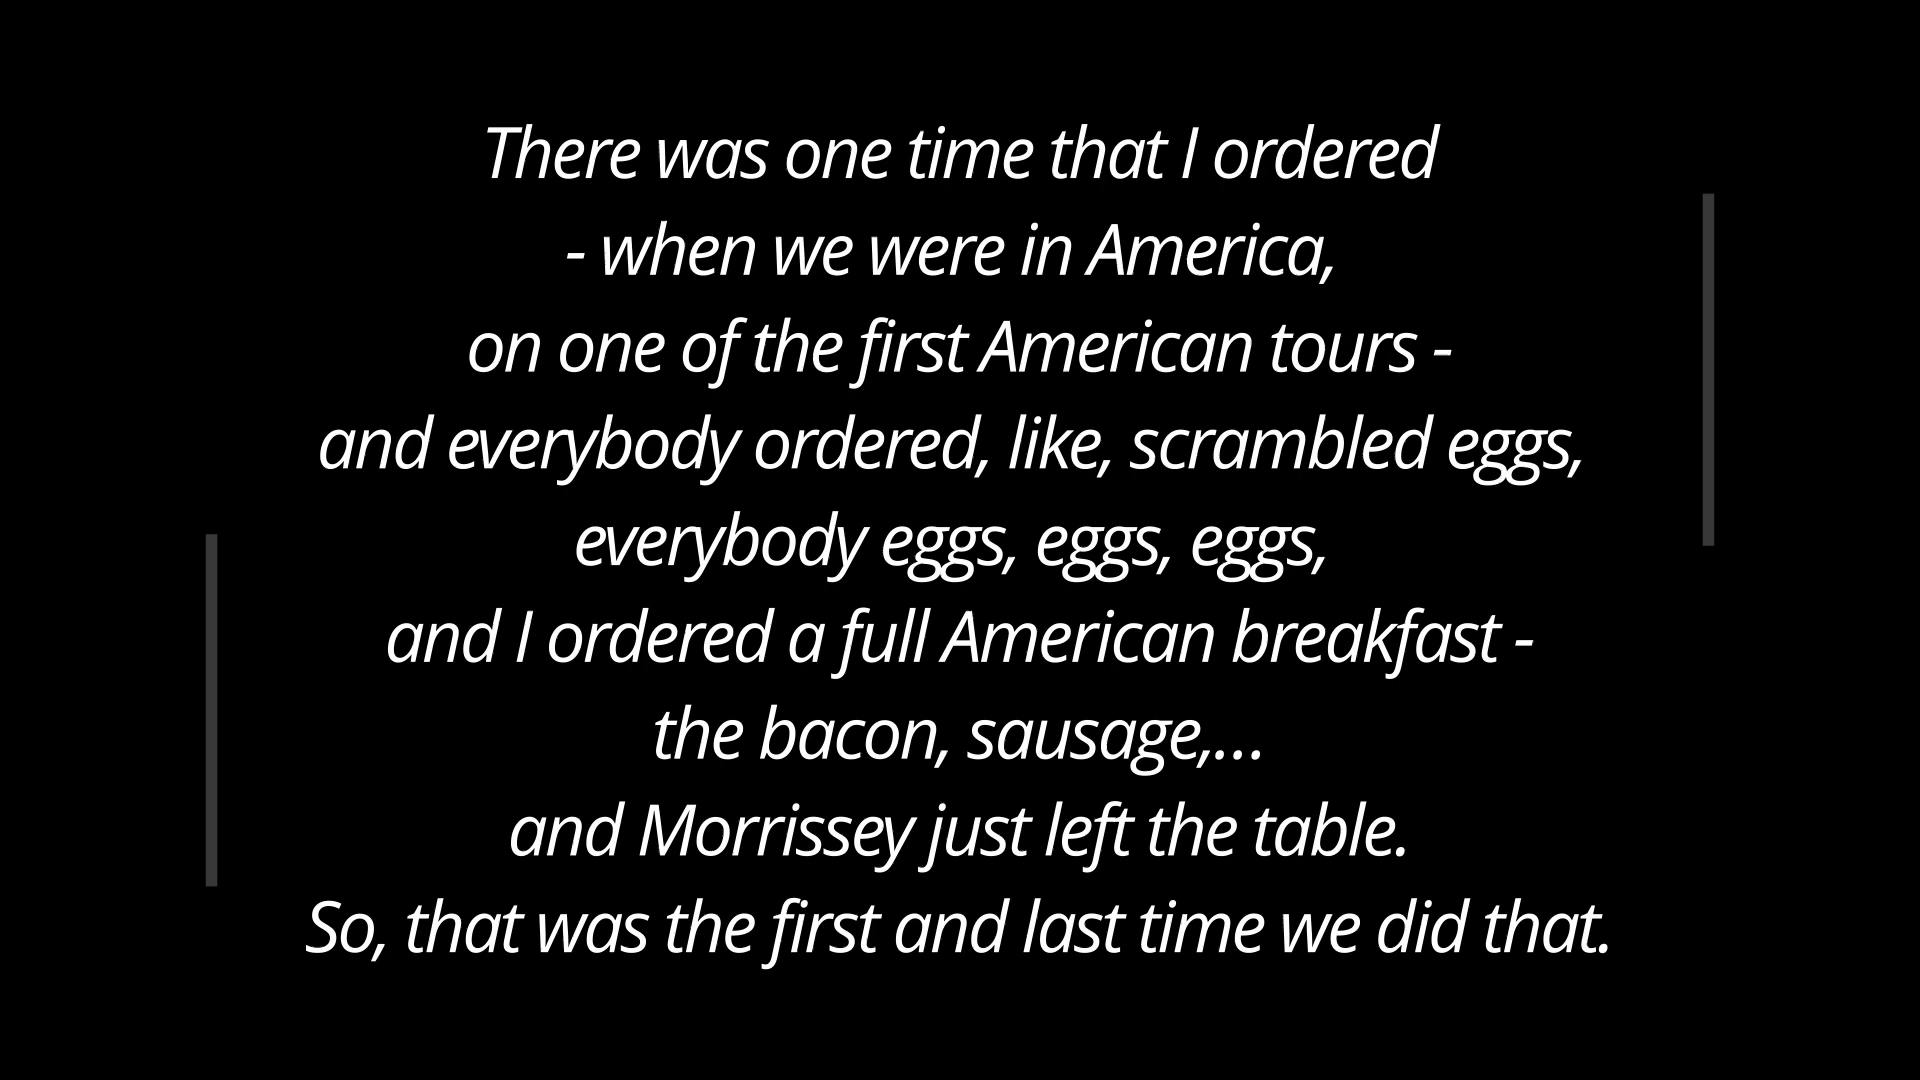 There was one time that I ordered
- when we were in America,
on one of the first American tours -
and everybody ordered, like, scrambled eggs,
everybody eggs, eggs, eggs,
and I ordered a full American breakfast -
the bacon, sausage,...
and Morrissey just left the table.
So, that was the first and last time we did that.